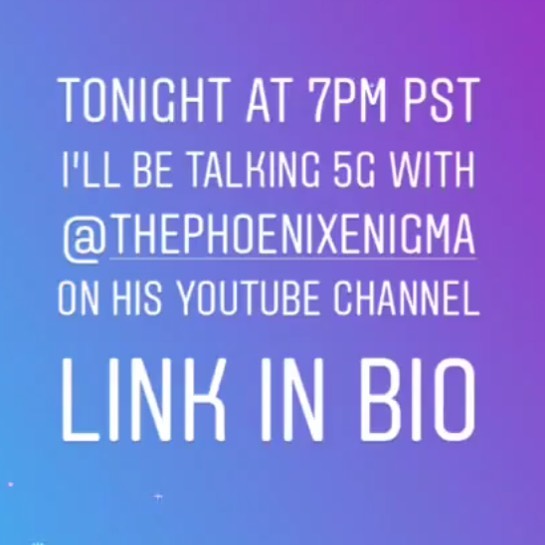 TONIGHT AT 7PM PST
I'LL BE TALKING 5G WITH
@THEPHOENIXENIGMA
ON HIS YOUTUBE CHANNEL
LINK IN BIO